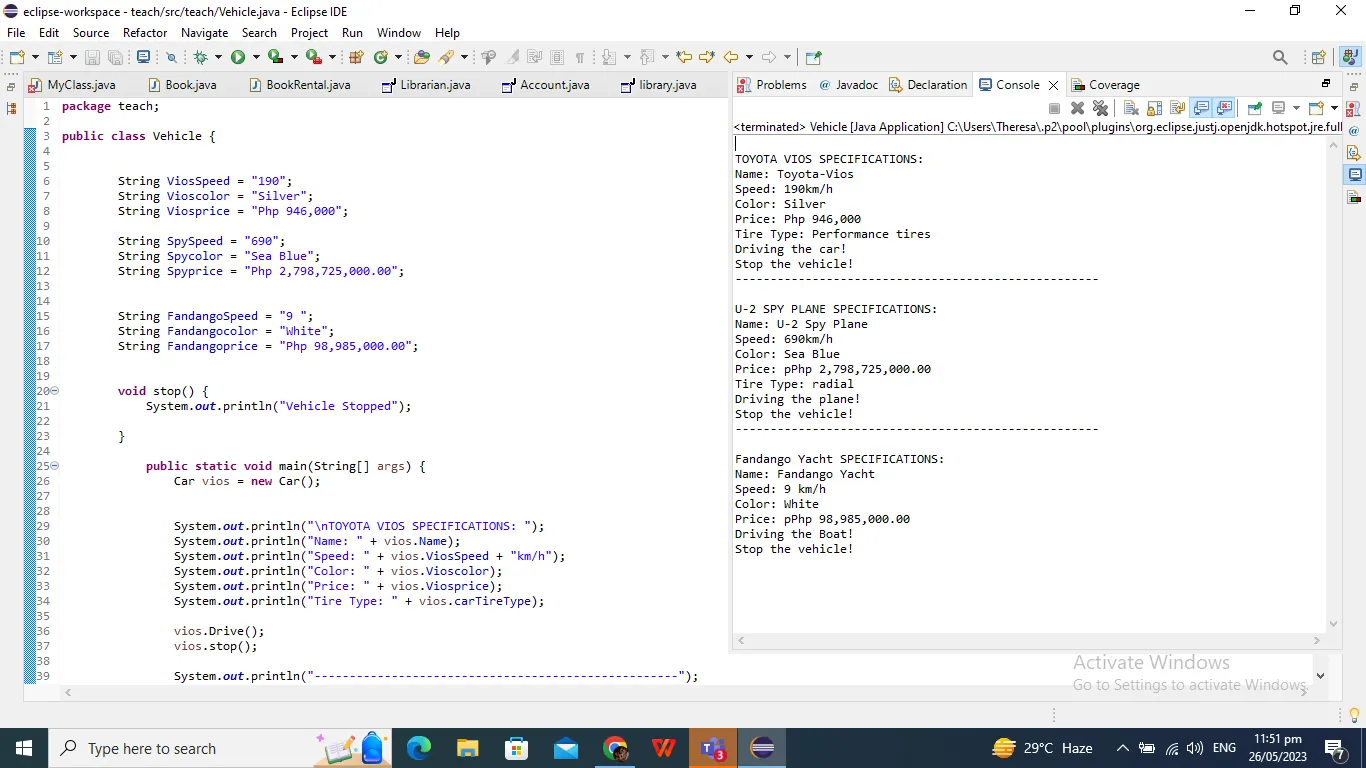 eclipse-workspace - teach/src/teach/Vehicle.java - Eclipse IDE
File Edit Source Refactor Navigate Search Project Run Window Help
MyClass.java Book.java BookRental.java Librarian.java Account.java library.java
1 package teach;
2
3 public class Vehicle {
4
5
6 String ViosSpeed = "190";
7 String Vioscolor = "Silver";
8 String Viosprice = "Php 946,000";
9
10 String SpySpeed = "690";
11 String Spycolor = "Sea Blue";
12 String Spyprice = "Php 2,798,725,000.00";
13
14
15 String FandangoSpeed = "9 ";
16 String Fandangocolor = "White";
17 String Fandangoprice = "Php 98,985,000.00";
18
19
20 void stop() {
21 System.out.println("Vehicle Stopped");
22
23 }
24
25 public static void main(String[] args) {
26 Car vios = new Car();
27
28
29 System.out.println("\nTOYOTA VIOS SPECIFICATIONS: ");
30 System.out.println("Name: " + vios.Name);
31 System.out.println("Speed: " + vios.ViosSpeed + "km/h");
32 System.out.println("Color: " + vios.Vioscolor);
33 System.out.println("Price: " + vios.Viosprice);
34 System.out.println("Tire Type: " + vios.carTireType);
35
36 vios.Drive();
37 vios.stop();
38
39 System.out.println("----------------------------------------------------");
Problems @ Javadoc Declaration Console Coverage
<terminated> Vehicle [Java Application] C:\Users\Theresa\.p2\pool\plugins\org.eclipse.justj.openjdk.hotspot.jre.full
TOYOTA VIOS SPECIFICATIONS:
Name: Toyota-Vios
Speed: 190km/h
Color: Silver
Price: Php 946,000
Tire Type: Performance tires
Driving the car!
Stop the vehicle!
----------------------------------------------------
U-2 SPY PLANE SPECIFICATIONS:
Name: U-2 Spy Plane
Speed: 690km/h
Color: Sea Blue
Price: pPhp 2,798,725,000.00
Tire Type: radial
Driving the plane!
Stop the vehicle!
----------------------------------------------------
Fandango Yacht SPECIFICATIONS:
Name: Fandango Yacht
Speed: 9 km/h
Color: White
Price: pPhp 98,985,000.00
Driving the Boat!
Stop the vehicle!
Activate Windows
Go to Settings to activate Windows.
Type here to search
3
29°C Haze
ENG
11:51 pm
26/05/2023
7